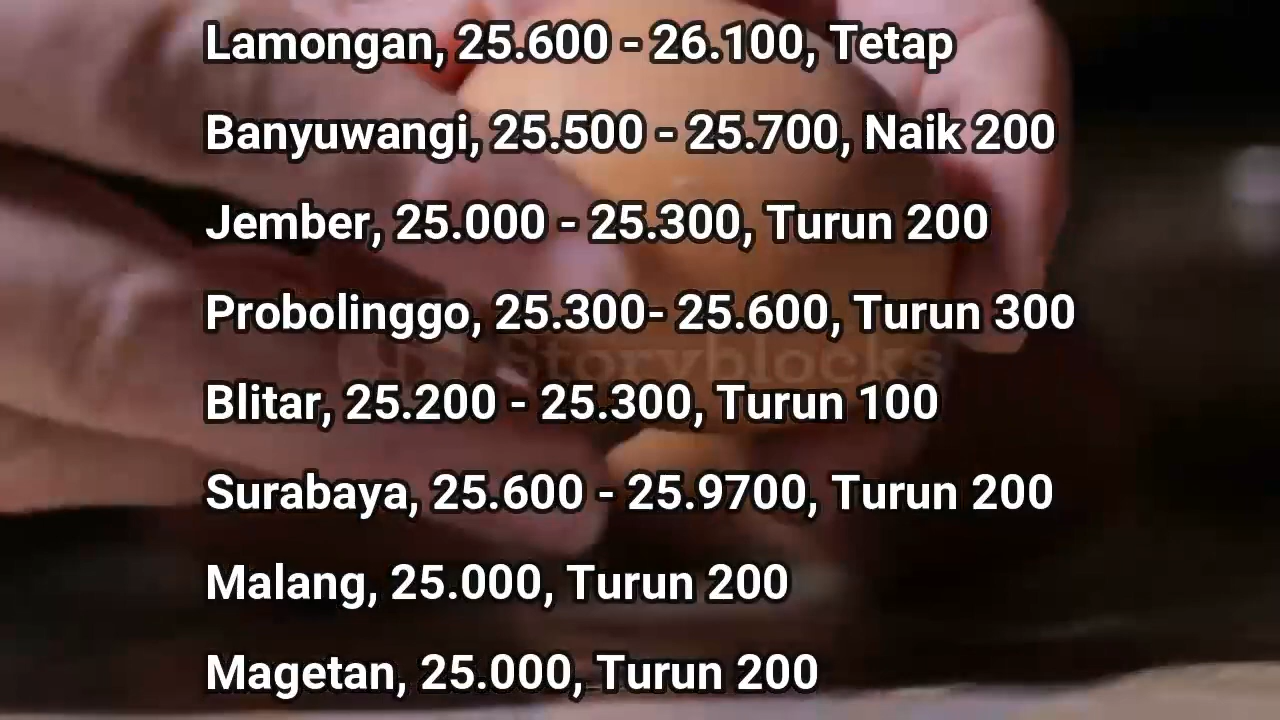 Lamongan, 25.600 - 26.100, Tetap
Banyuwangi, 25.500 - 25.700, Naik 200
Jember, 25.000 - 25.300, Turun 200
Probolinggo, 25.300- 25.600, Turun 300
Storyblocks
Blitar, 25.200 - 25.300, Turun 100
Surabaya, 25.600 - 25.9700, Turun 200
Malang, 25.000, Turun 200
Magetan, 25.000, Turun 200